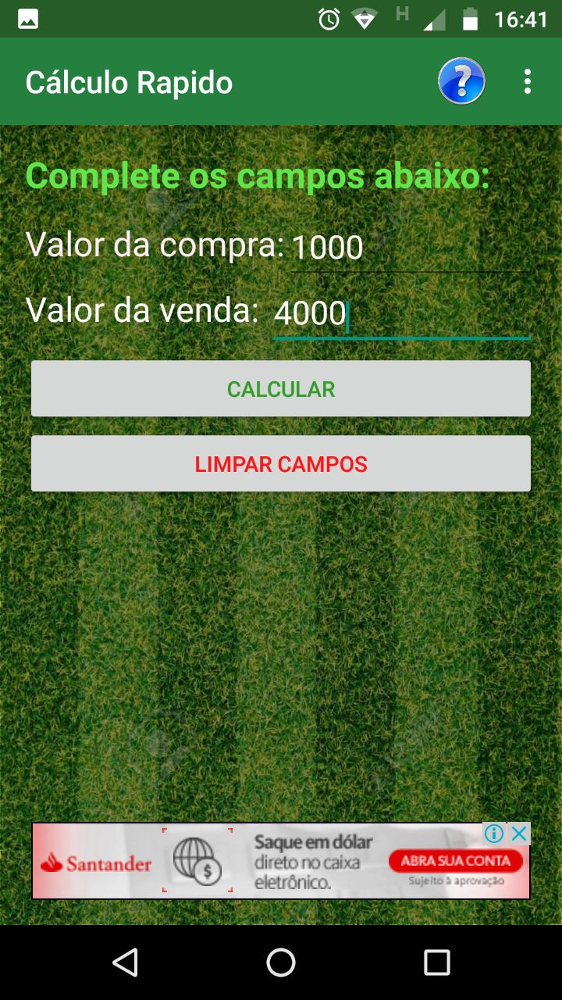 H 16:41
Cálculo Rapido
Complete os campos abaixo:
Valor da compra: 1000
Valor da venda: 4000
CALCULAR
LIMPAR CAMPOS
Santander
Saque em dólar
direto no caixa
eletrônico.
ABRA SUA CONTA
Sujeito à aprovação